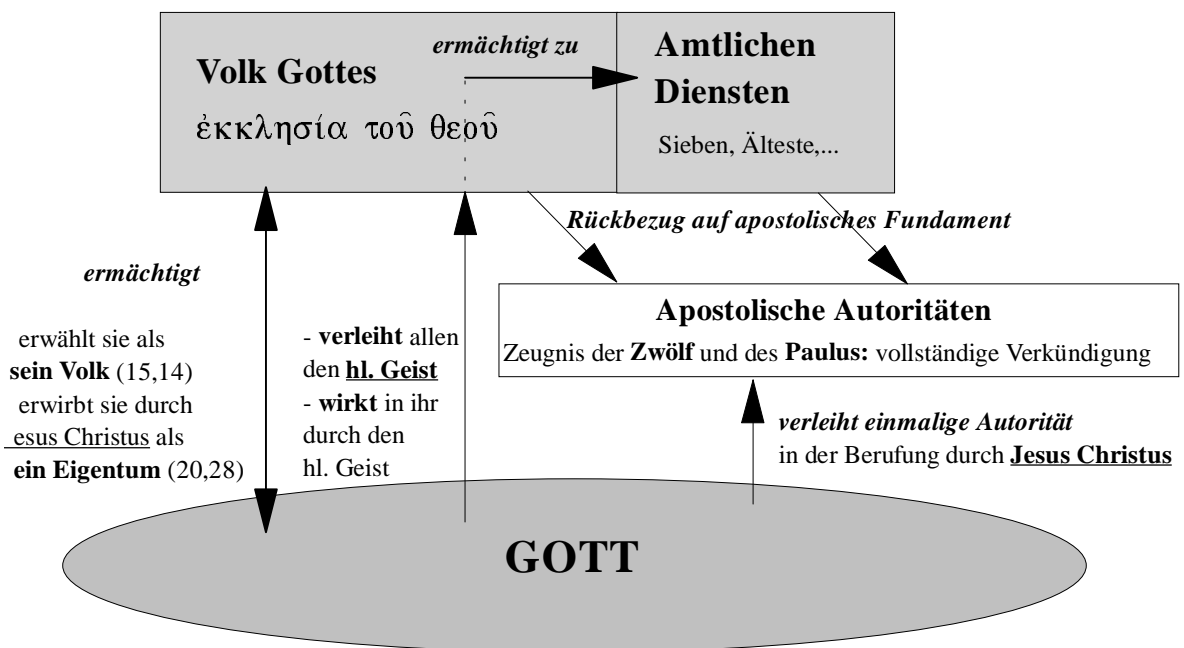 ermächtigt zu
Volk Gottes
ἐκκλησία τοῦ θεοῦ
Amtlichen
Diensten
Sieben, Älteste,...
Rückbezug auf apostolisches Fundament
ermächtigt
erwählt sie als
sein Volk (15,14)
erwirbt sie durch
esus Christus als
ein Eigentum (20,28)
- verleiht allen
den hl. Geist
- wirkt in ihr
durch den
hl. Geist
Apostolische Autoritäten
Zeugnis der Zwölf und des Paulus: vollständige Verkündigung
verleiht einmalige Autorität
in der Berufung durch Jesus Christus
GOTT